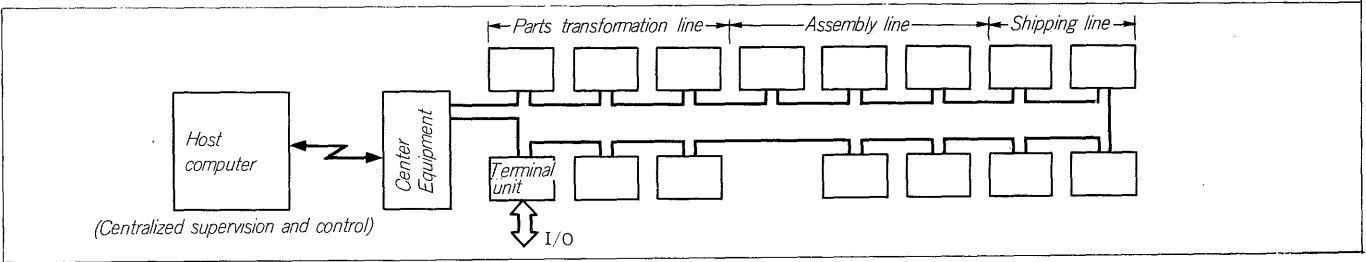 Parts transformation line
Assembly line
Shipping line
Host
computer
Center
Equipment
Terminal
unit
(Centralized supervision and control)
I/O